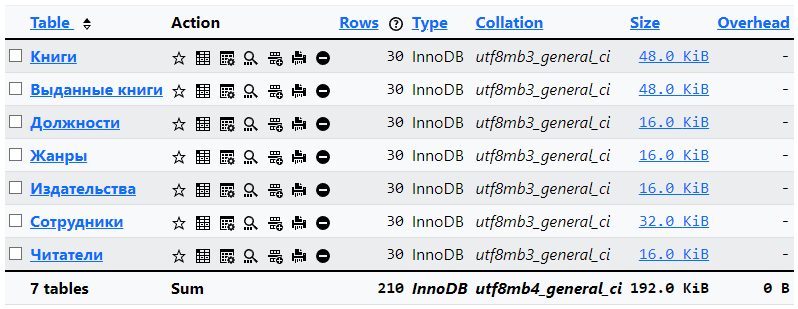 Table Action Rows Type Collation Size Overhead
Книги 30 InnoDB utf8mb3_general_ci 48.0 KiB -
Выданные книги 30 InnoDB utf8mb3_general_ci 48.0 KiB -
Должности 30 InnoDB utf8mb3_general_ci 16.0 KiB -
Жанры 30 InnoDB utf8mb3_general_ci 16.0 KiB -
Издательства 30 InnoDB utf8mb3_general_ci 16.0 KiB -
Сотрудники 30 InnoDB utf8mb3_general_ci 32.0 KiB -
Читатели 30 InnoDB utf8mb3_general_ci 16.0 KiB -
7 tables Sum 210 InnoDB utf8mb4_general_ci 192.0 KiB 0 B